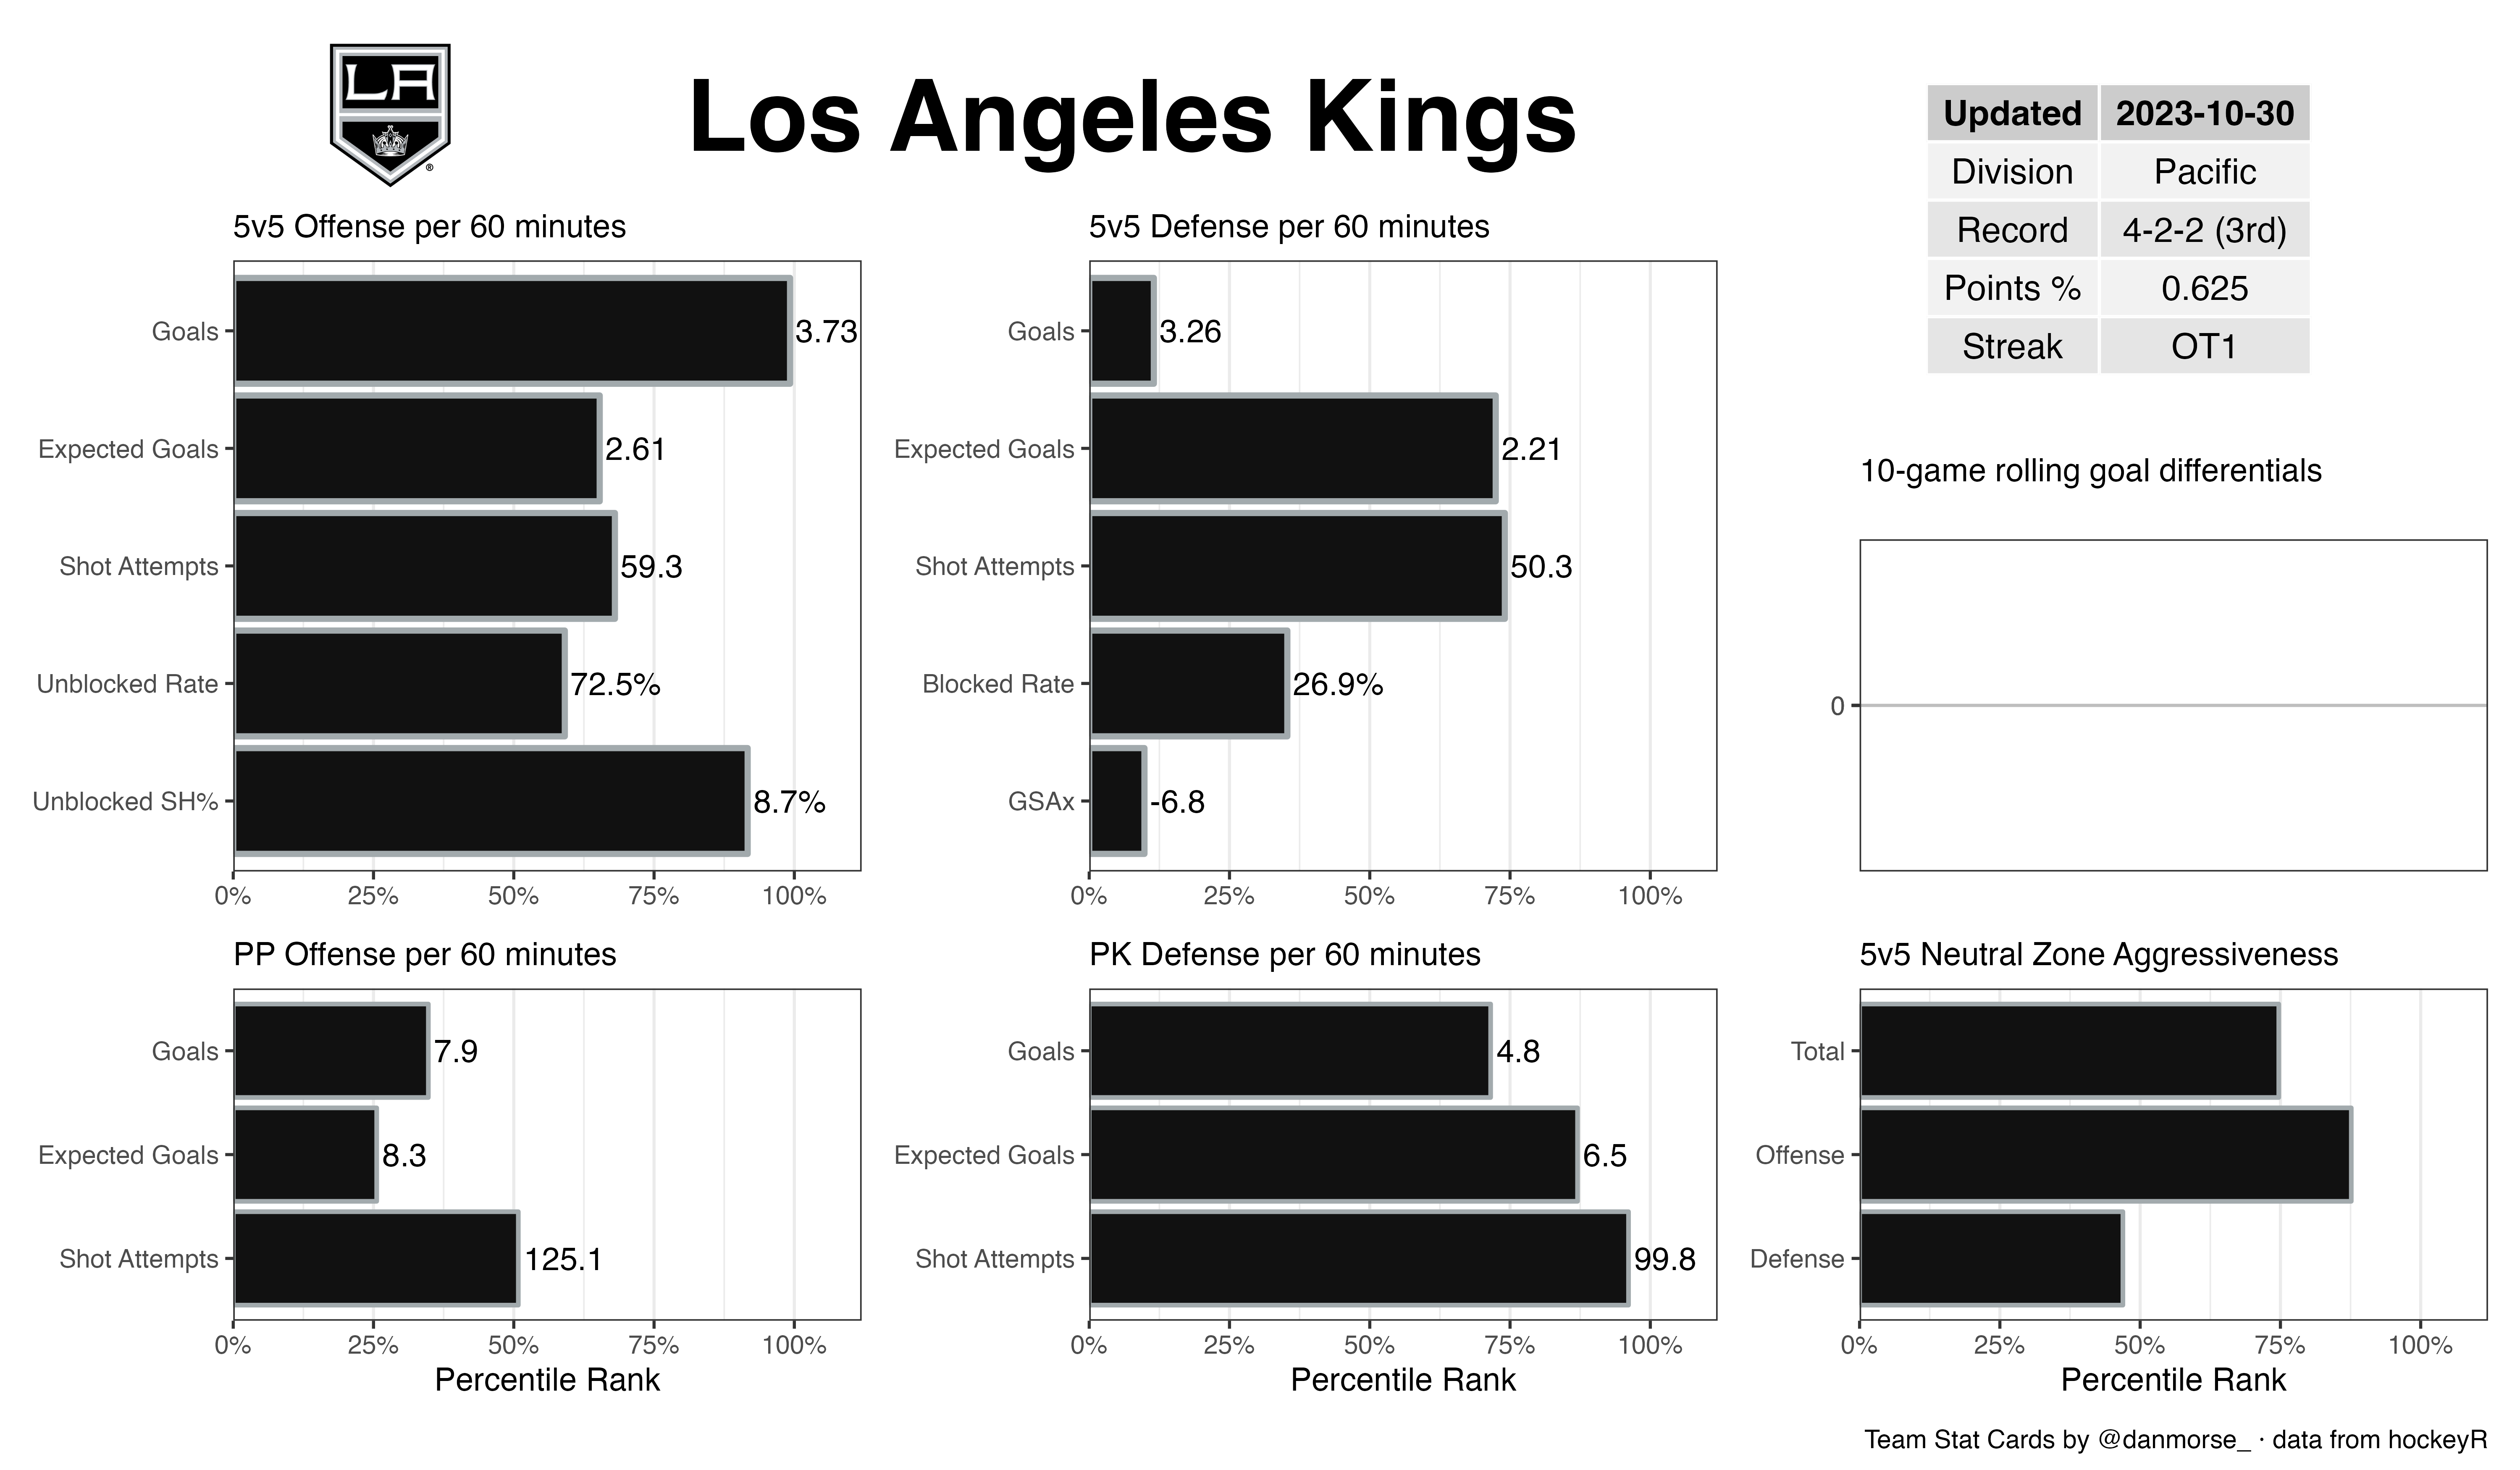 LA
®
Los Angeles Kings
Updated 2023-10-30
Division Pacific
Record 4-2-2 (3rd)
Points % 0.625
Streak OT1
5v5 Offense per 60 minutes
Goals 3.73
Expected Goals 2.61
Shot Attempts 59.3
Unblocked Rate 72.5%
Unblocked SH% 8.7%
0% 25% 50% 75% 100%
5v5 Defense per 60 minutes
Goals 3.26
Expected Goals 2.21
Shot Attempts 50.3
Blocked Rate 26.9%
GSAx -6.8
0% 25% 50% 75% 100%
10-game rolling goal differentials
0
PP Offense per 60 minutes
Goals 7.9
Expected Goals 8.3
Shot Attempts 125.1
0% 25% 50% 75% 100%
Percentile Rank
PK Defense per 60 minutes
Goals 4.8
Expected Goals 6.5
Shot Attempts 99.8
0% 25% 50% 75% 100%
Percentile Rank
5v5 Neutral Zone Aggressiveness
Total
Offense
Defense
0% 25% 50% 75% 100%
Percentile Rank
Team Stat Cards by @danmorse_ · data from hockeyR